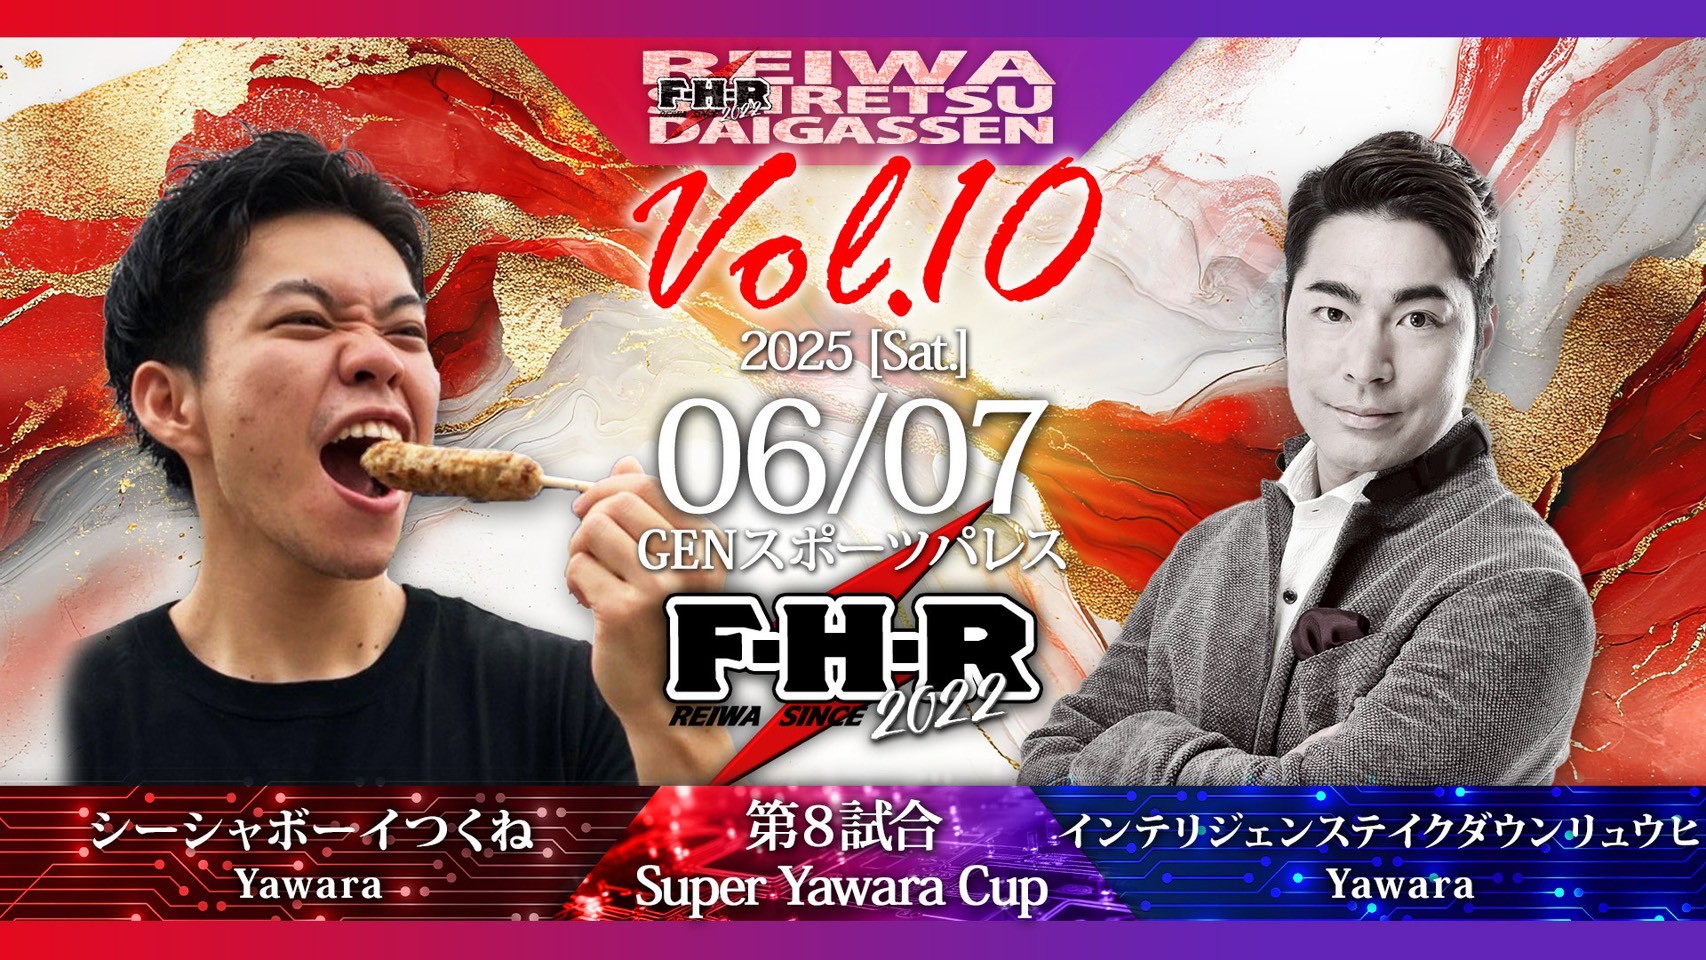 REIWA
SEIRETSU
DAIGASSEN
F-H-R
REIWA SINCE 2022
Vol.10
2025 [Sat.]
06/07
GENスポーツパレス
F-H-R
REIWA SINCE 2022
シーシャボーイつくね
Yawara
第8試合
Super Yawara Cup
インテリジェンステイクダウンリュウヒ
Yawara